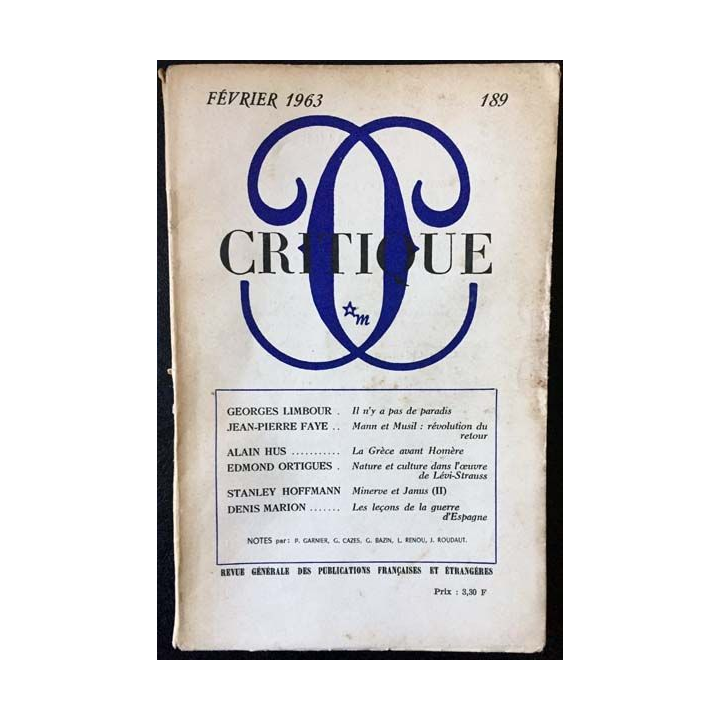 FÉVRIER 1963 189
CRITIQUE
m
GEORGES LIMBOUR . Il n'y a pas de paradis
JEAN-PIERRE FAYE .. Mann et Musil : révolution du
retour
ALAIN HUS ........... La Grèce avant Homère
EDMOND ORTIGUES . Nature et culture dans l'œuvre
de Lévi-Strauss
STANLEY HOFFMANN Minerve et Janus (II)
DENIS MARION ....... Les leçons de la guerre
d'Espagne
NOTES par : P. GARNIER, G. CAZES, G. BAZIN, L. RENOU, J. ROUDAUT.
REVUE GÉNÉRALE DES PUBLICATIONS FRANÇAISES ET ÉTRANGÈRES
Prix : 3,30 F